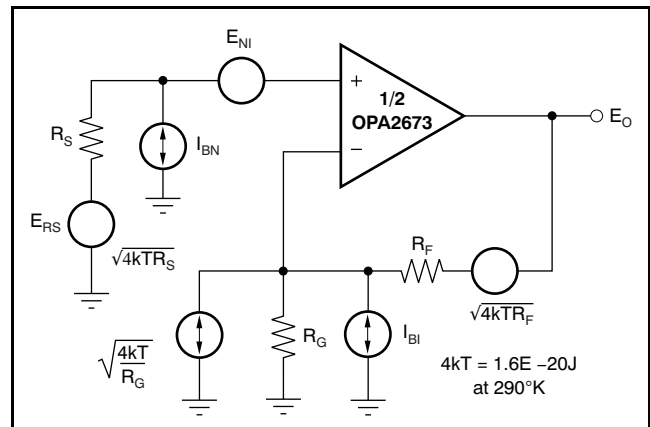 E_NI
R_S
I_BN
E_RS
√4kTR_S
+
1/2
OPA2673
−
E_O
R_F
√4kTR_F
√4kT/R_G
R_G
I_BI
4kT = 1.6E −20J
at 290°K